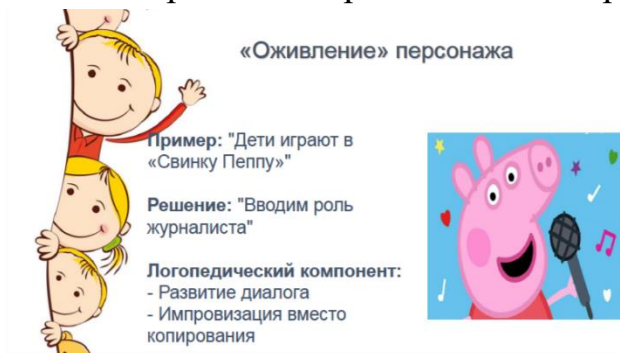 «Оживление» персонажа
Пример: "Дети играют в
«Свинку Пеппу»"
Решение: "Вводим роль
журналиста"
Логопедический компонент:
- Развитие диалога
- Импровизация вместо
копирования